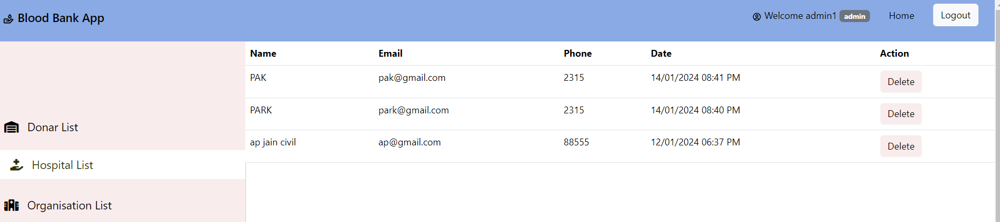 Blood Bank App
Welcome admin1 admin Home Logout
Donar List
Hospital List
Organisation List
Name Email Phone Date Action
PAK pak@gmail.com 2315 14/01/2024 08:41 PM Delete
PARK park@gmail.com 2315 14/01/2024 08:40 PM Delete
ap jain civil ap@gmail.com 88555 12/01/2024 06:37 PM Delete